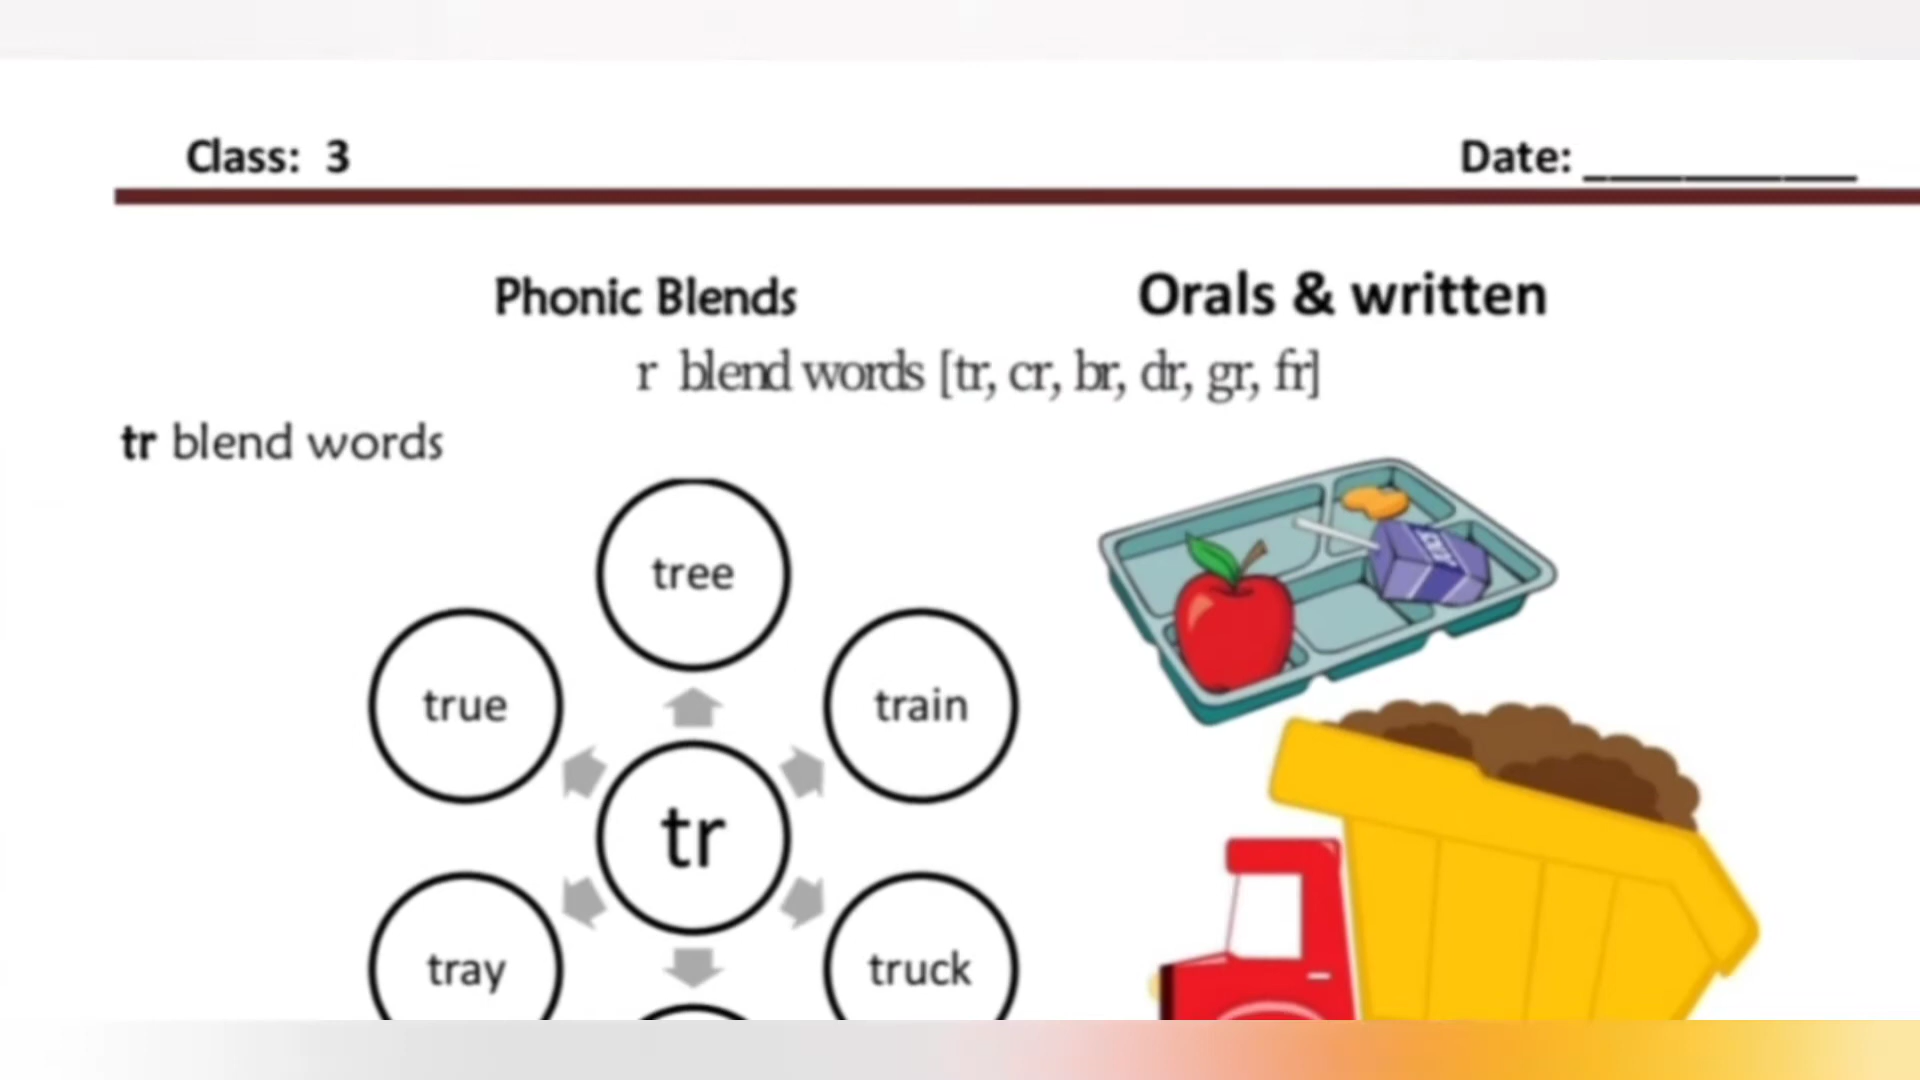 Class: 3
Date: ___________
Phonic Blends
Orals & written
r blend words [tr, cr, br, dr, gr, fr]
tr blend words
tree
true
train
tr
tray
truck